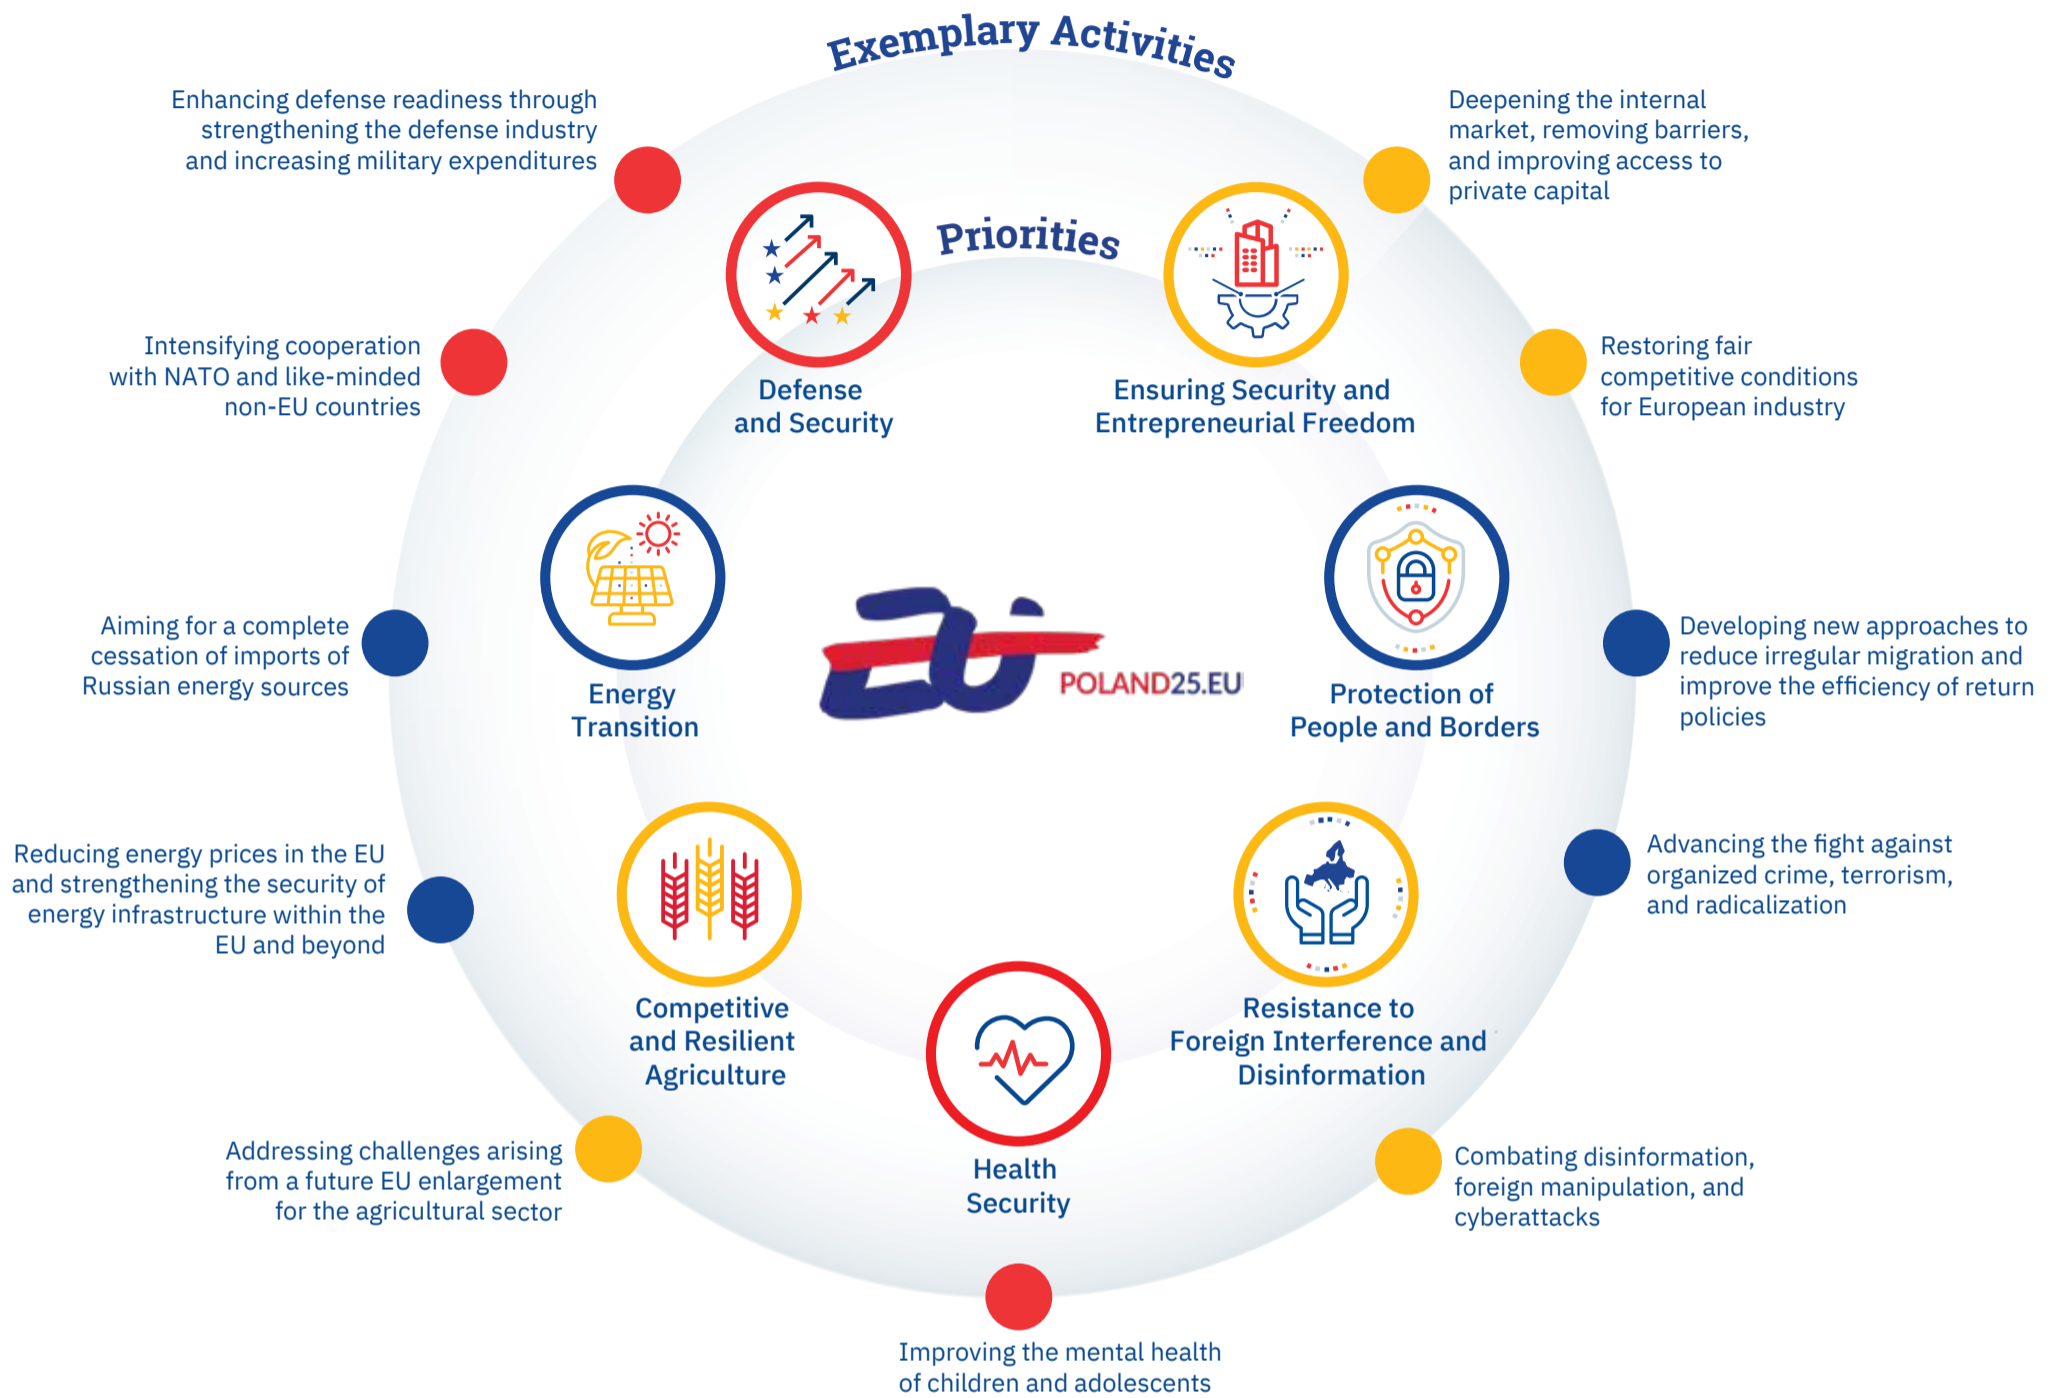 Exemplary Activities
Priorities
Enhancing defense readiness through
strengthening the defense industry
and increasing military expenditures
Deepening the internal
market, removing barriers,
and improving access to
private capital
Defense
and Security
Ensuring Security and
Entrepreneurial Freedom
Intensifying cooperation
with NATO and like-minded
non-EU countries
Restoring fair
competitive conditions
for European industry
Energy
Transition
EU
POLAND25.EU
Protection of
People and Borders
Aiming for a complete
cessation of imports of
Russian energy sources
Developing new approaches to
reduce irregular migration and
improve the efficiency of return
policies
Reducing energy prices in the EU
and strengthening the security of
energy infrastructure within the
EU and beyond
Advancing the fight against
organized crime, terrorism,
and radicalization
Competitive
and Resilient
Agriculture
Resistance to
Foreign Interference and
Disinformation
Health
Security
Addressing challenges arising
from a future EU enlargement
for the agricultural sector
Combating disinformation,
foreign manipulation, and
cyberattacks
Improving the mental health
of children and adolescents